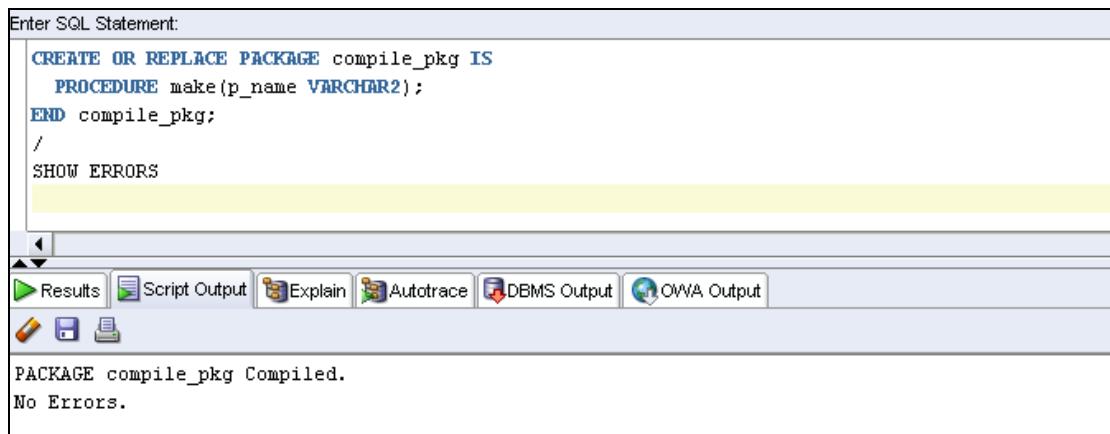 Enter SQL Statement:
CREATE OR REPLACE PACKAGE compile_pkg IS
PROCEDURE make(p_name VARCHAR2);
END compile_pkg;
/
SHOW ERRORS
Results Script Output Explain Autotrace DBMS Output OWA Output
PACKAGE compile_pkg Compiled.
No Errors.